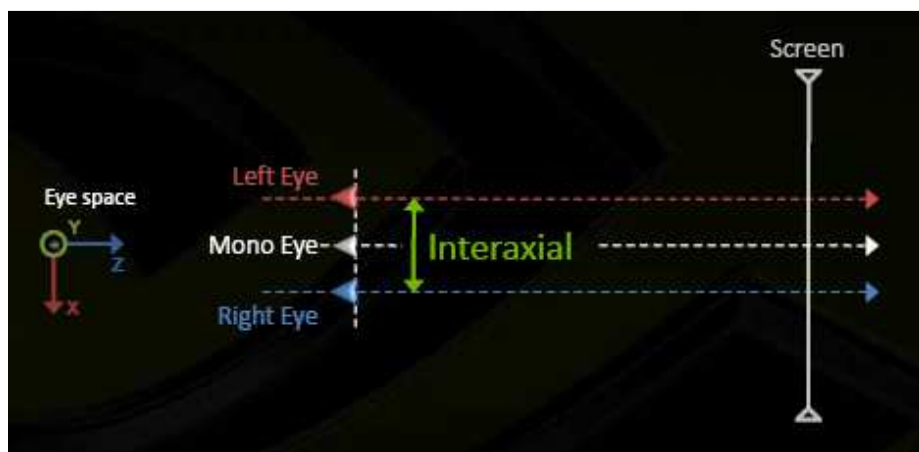 Screen
Left Eye
Eye space
Y
Mono Eye
Interaxial
Z
X
Right Eye